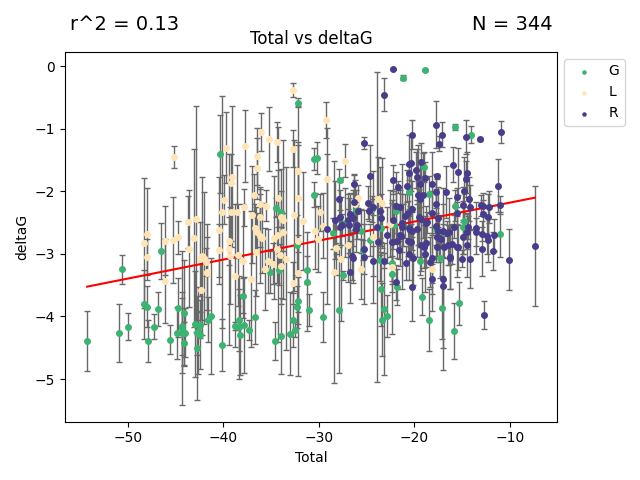 r^2 = 0.13 N = 344
Total vs deltaG
G
L
R
deltaG
0
−1
−2
−3
−4
−5
−50 −40 −30 −20 −10
Total